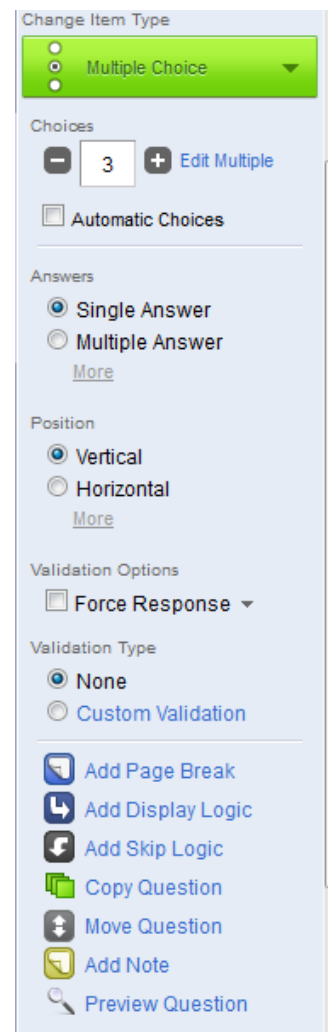 Change Item Type
Multiple Choice
Choices
3 Edit Multiple
Automatic Choices
Answers
Single Answer
Multiple Answer
More
Position
Vertical
Horizontal
More
Validation Options
Force Response
Validation Type
None
Custom Validation
Add Page Break
Add Display Logic
Add Skip Logic
Copy Question
Move Question
Add Note
Preview Question